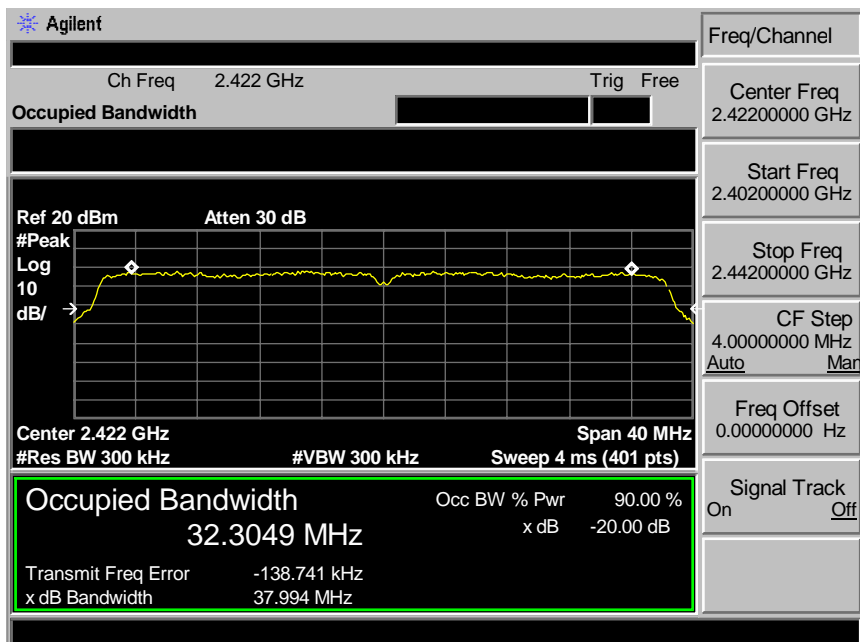 Agilent
Freq/Channel
Ch Freq 2.422 GHz Trig Free
Occupied Bandwidth
Center Freq
2.42200000 GHz
Start Freq
2.40200000 GHz
Ref 20 dBm Atten 30 dB
#Peak
Log
10
dB/
Stop Freq
2.44200000 GHz
CF Step
4.00000000 MHz
Auto Man
Freq Offset
0.00000000 Hz
Center 2.422 GHz Span 40 MHz
#Res BW 300 kHz #VBW 300 kHz Sweep 4 ms (401 pts)
Signal Track
On Off
Occupied Bandwidth
32.3049 MHz
Occ BW % Pwr 90.00 %
x dB -20.00 dB
Transmit Freq Error -138.741 kHz
x dB Bandwidth 37.994 MHz